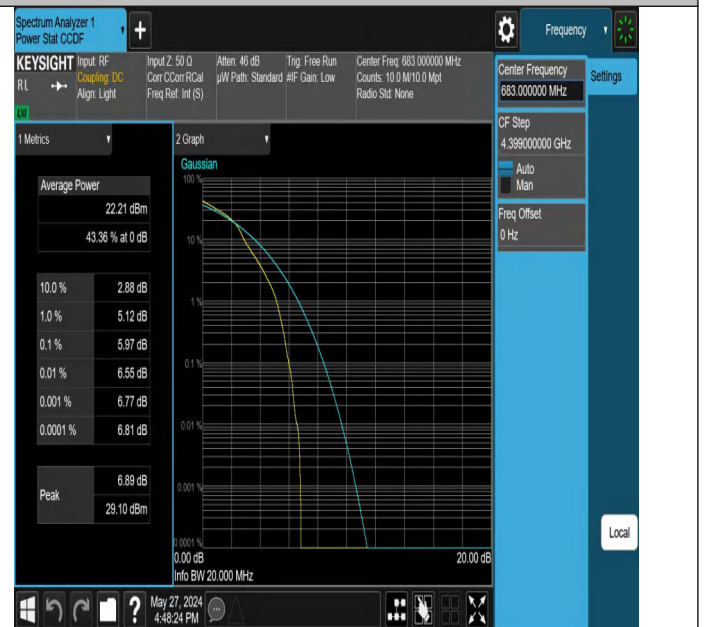 Spectrum Analyzer 1
Power Stat CCDF
+
Frequency
KEYSIGHT
RL
Input: RF
Coupling: DC
Align: Light
Input Z: 50 Ω
Corr CCorr RCal
Freq Ref: Int (S)
Atten: 46 dB
µW Path: Standard
Trig: Free Run
#IF Gain: Low
Center Freq: 683.000000 MHz
Counts: 10.0 M/10.0 Mpt
Radio Std: None
Center Frequency
683.000000 MHz
Settings
CF Step
4.399000000 GHz
Auto
Man
Freq Offset
0 Hz
1 Metrics
Average Power
22.21 dBm
43.36 % at 0 dB
10.0 % 2.88 dB
1.0 % 5.12 dB
0.1 % 5.97 dB
0.01 % 6.55 dB
0.001 % 6.77 dB
0.0001 % 6.81 dB
Peak
6.89 dB
29.10 dBm
2 Graph
Gaussian
100 %
10 %
1 %
0.1 %
0.01 %
0.001 %
0.0001 %
0.00 dB 20.00 dB
Info BW 20.000 MHz
Local
?
May 27, 2024
4:48:24 PM